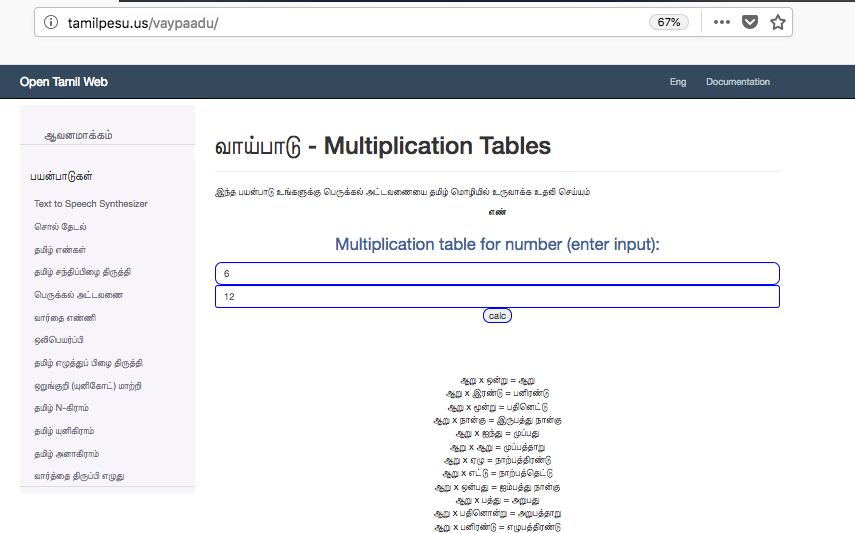 tamilpesu.us/vaypaadu/
67%
Open Tamil Web
Eng
Documentation
ஆவணமாக்கம்
பயன்பாடுகள்
Text to Speech Synthesizer
சொல் தேடல்
தமிழ் எண்கள்
தமிழ் சந்திப்பிழை திருத்தி
பெருக்கல் அட்டவணை
வார்தை எண்ணி
ஒலிபெயர்ப்பி
தமிழ் எழுத்துப் பிழை திருத்தி
ஒறுங்குறி (யுனிகோட்) மாற்றி
தமிழ் N-கிராம்
தமிழ் யுனிகிராம்
தமிழ் அனாகிராம்
வார்த்தை திருப்பி எழுது
வாய்பாடு - Multiplication Tables
இந்த பயன்பாடு உங்களுக்கு பெருக்கல் அட்டவணையை தமிழ் மொழியில் உருவாக்க உதவி செய்யும்
எண்
Multiplication table for number (enter input):
6
12
calc
ஆறு x ஒன்று = ஆறு
ஆறு x இரண்டு = பனிரண்டு
ஆறு x மூன்று = பதினெட்டு
ஆறு x நான்கு = இருபத்து நான்கு
ஆறு x ஐந்து = முப்பது
ஆறு x ஆறு = முப்பத்தாறு
ஆறு x ஏழு = நாற்பத்திரண்டு
ஆறு x எட்டு = நாற்பத்தெட்டு
ஆறு x ஒன்பது = ஐம்பத்து நான்கு
ஆறு x பத்து = அறுபது
ஆறு x பதினொன்று = அறுபத்தாறு
ஆறு x பனிரண்டு = எழுபத்திரண்டு